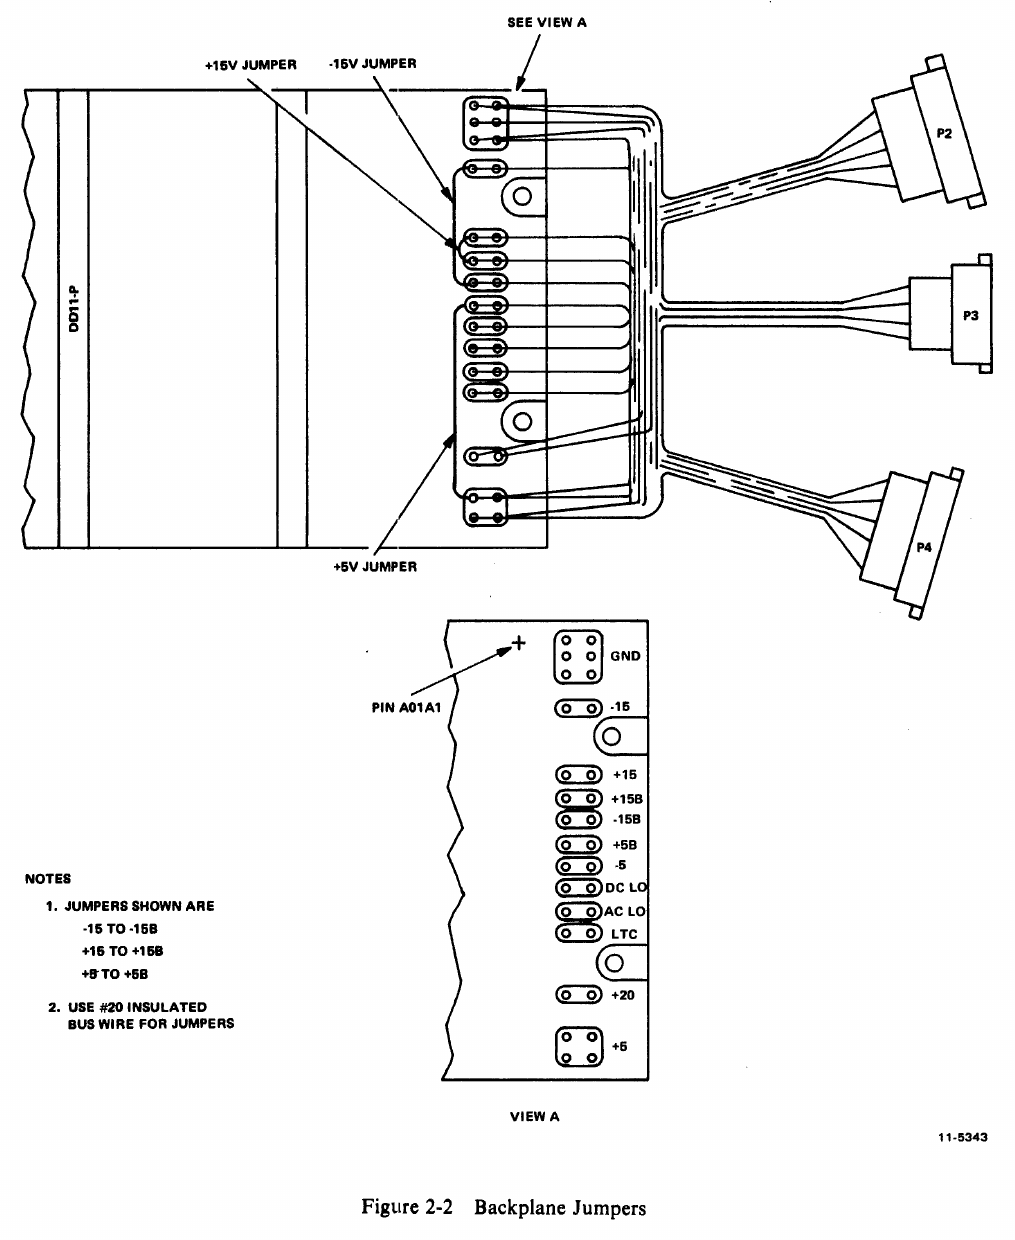 SEE VIEW A
+15V JUMPER
-15V JUMPER
P2
DD11-P
P3
P4
+5V JUMPER
PIN A01A1
GND
-15
+15
+15B
-15B
+5B
-5
DC LO
AC LO
LTC
+20
+5
NOTES
1. JUMPERS SHOWN ARE
-15 TO -15B
+15 TO +15B
+5 TO +5B
2. USE #20 INSULATED
BUS WIRE FOR JUMPERS
VIEW A
11-5343
Figure 2-2 Backplane Jumpers